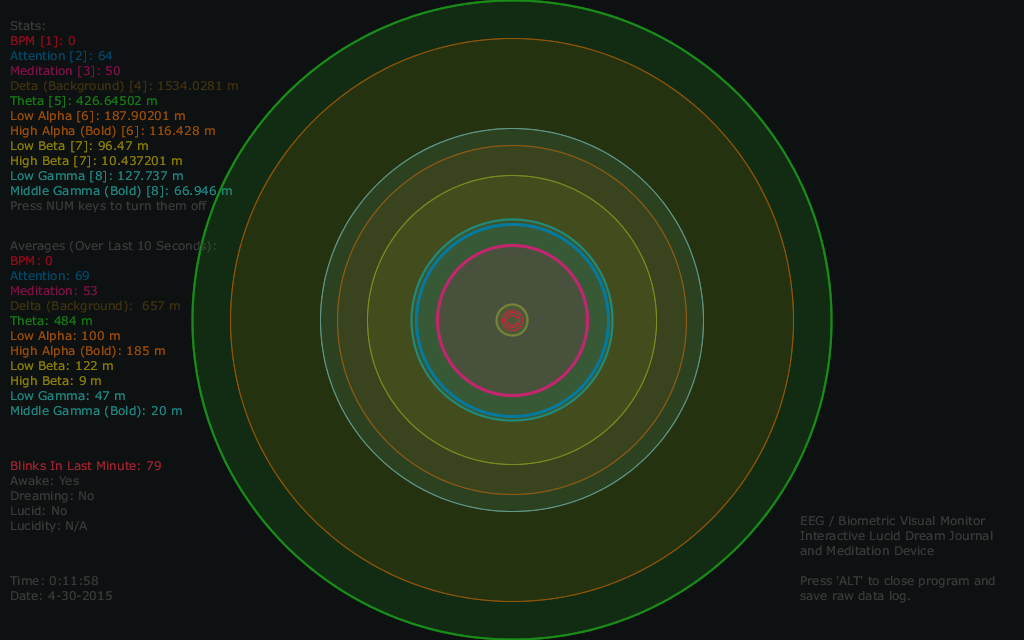 Stats:
BPM [1]: 0
Attention [2]: 64
Meditation [3]: 50
Deta (Background) [4]: 1534.0281 m
Theta [5]: 426.64502 m
Low Alpha [6]: 187.90201 m
High Alpha (Bold) [6]: 116.428 m
Low Beta [7]: 96.47 m
High Beta [7]: 10.437201 m
Low Gamma [8]: 127.737 m
Middle Gamma (Bold) [8]: 66.946 m
Press NUM keys to turn them off
Averages (Over Last 10 Seconds):
BPM: 0
Attention: 69
Meditation: 53
Delta (Background):  657 m
Theta: 484 m
Low Alpha: 100 m
High Alpha (Bold): 185 m
Low Beta: 122 m
High Beta: 9 m
Low Gamma: 47 m
Middle Gamma (Bold): 20 m
Blinks In Last Minute: 79
Awake: Yes
Dreaming: No
Lucid: No
Lucidity: N/A
Time: 0:11:58
Date: 4-30-2015
EEG / Biometric Visual Monitor
Interactive Lucid Dream Journal
and Meditation Device
Press 'ALT' to close program and
save raw data log.